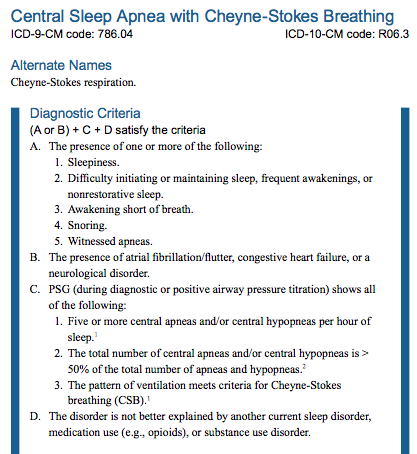 Central Sleep Apnea with Cheyne-Stokes Breathing
ICD-9-CM code: 786.04 ICD-10-CM code: R06.3
Alternate Names
Cheyne-Stokes respiration.
Diagnostic Criteria
(A or B) + C + D satisfy the criteria
A. The presence of one or more of the following:
1. Sleepiness.
2. Difficulty initiating or maintaining sleep, frequent awakenings, or
nonrestorative sleep.
3. Awakening short of breath.
4. Snoring.
5. Witnessed apneas.
B. The presence of atrial fibrillation/flutter, congestive heart failure, or a
neurological disorder.
C. PSG (during diagnostic or positive airway pressure titration) shows all
of the following:
1. Five or more central apneas and/or central hypopneas per hour of
sleep.¹
2. The total number of central apneas and/or central hypopneas is >
50% of the total number of apneas and hypopneas.²
3. The pattern of ventilation meets criteria for Cheyne-Stokes
breathing (CSB).¹
D. The disorder is not better explained by another current sleep disorder,
medication use (e.g., opioids), or substance use disorder.